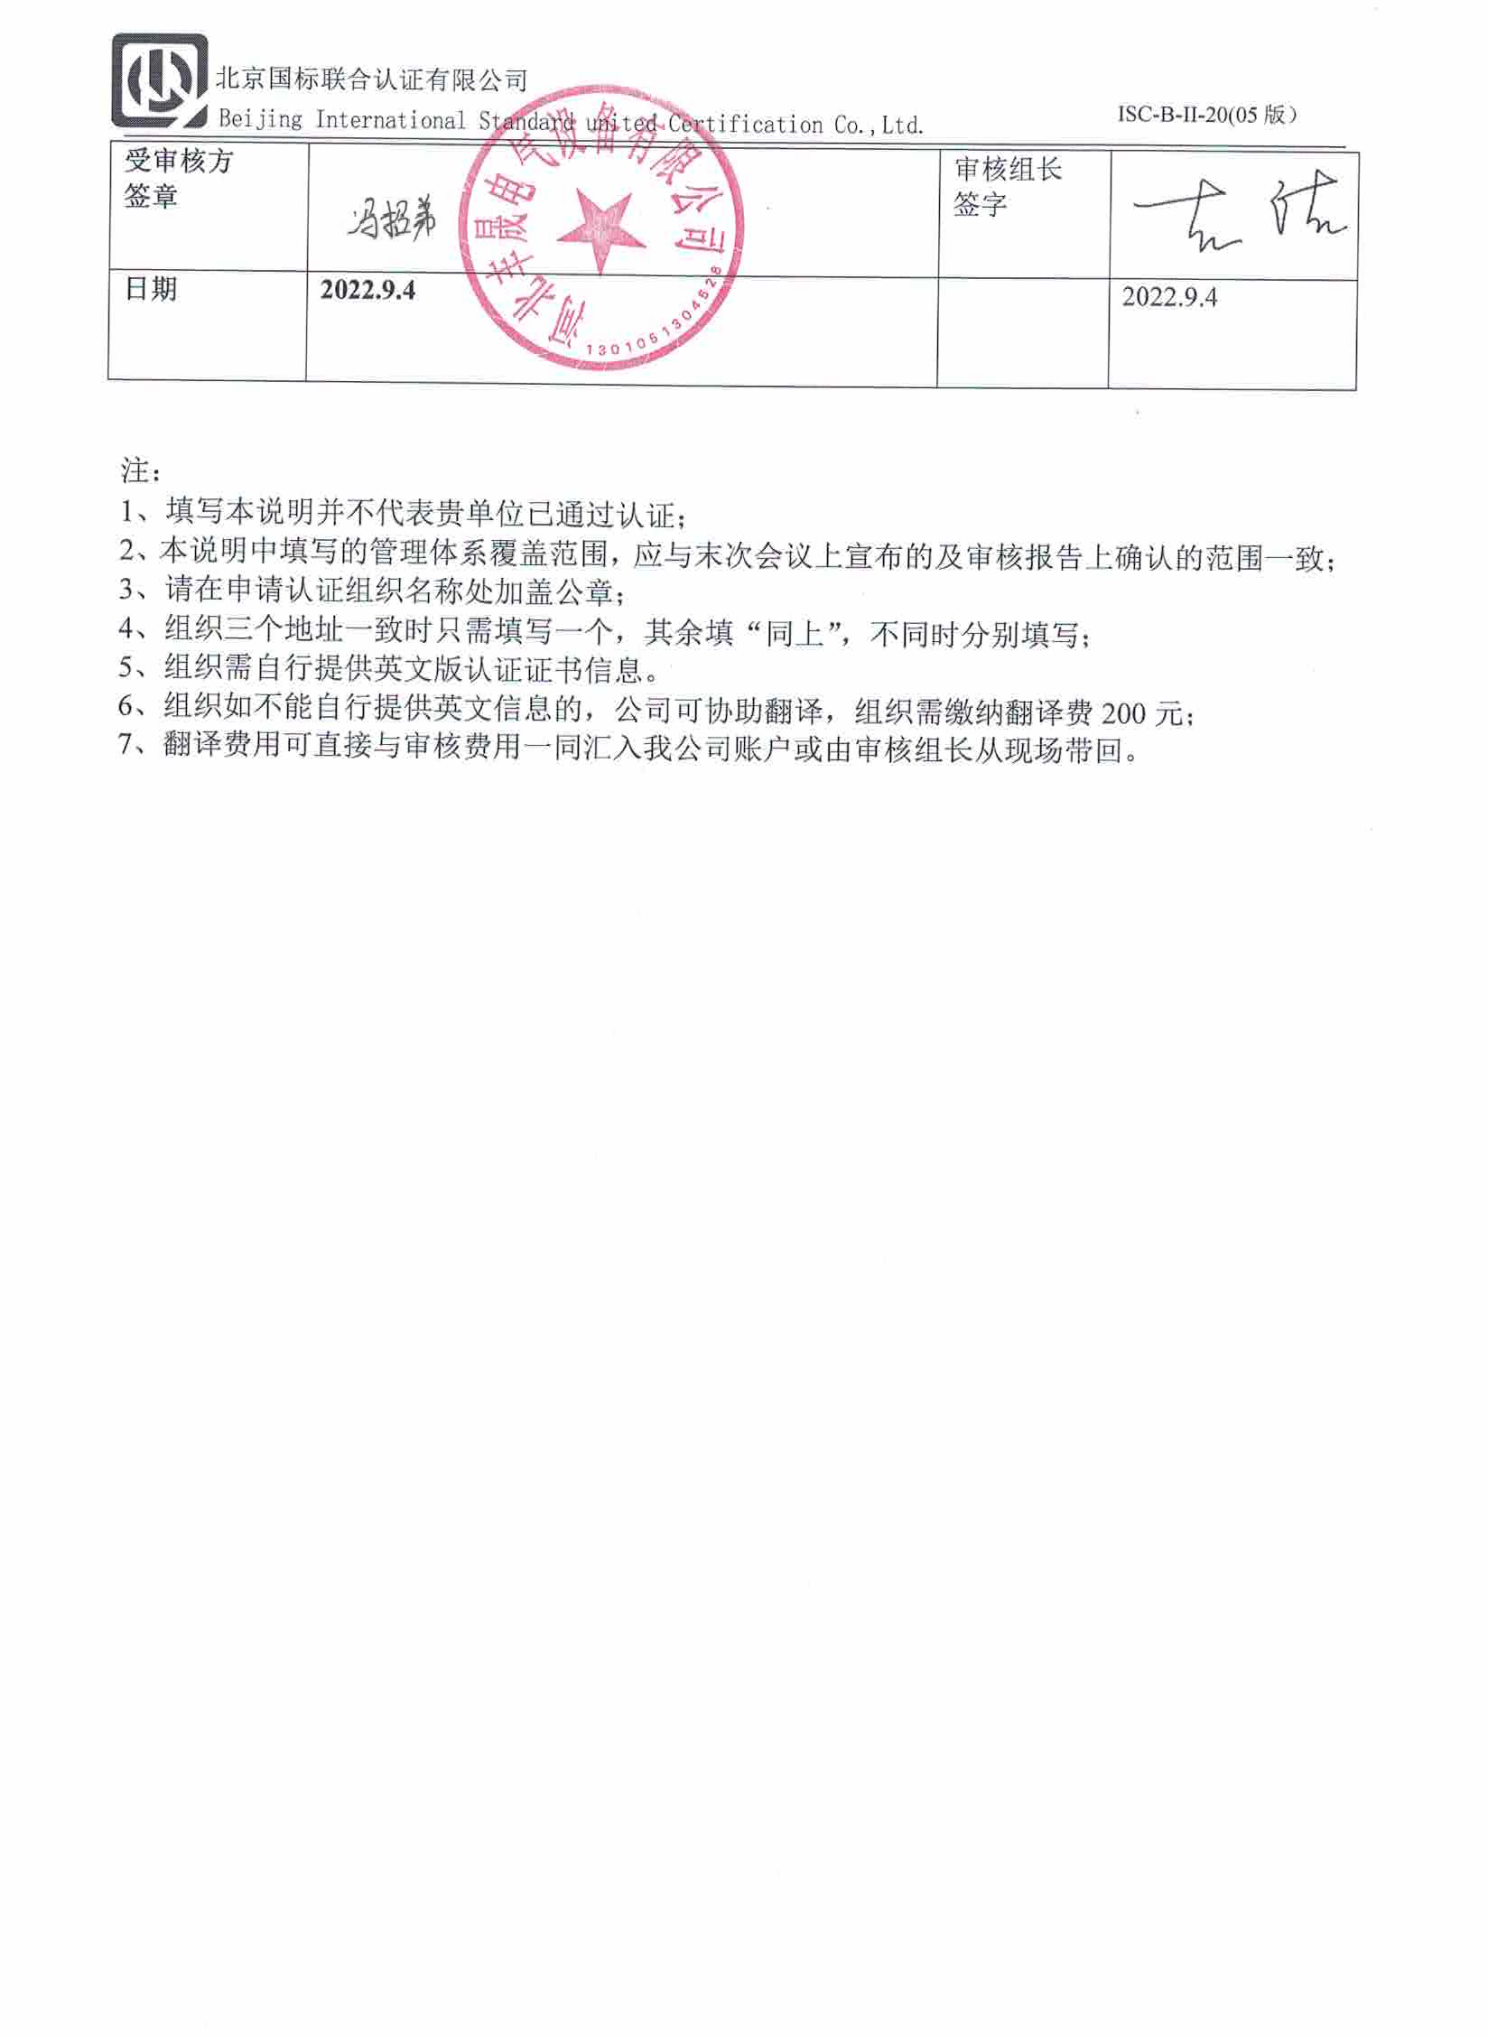 北京国标联合认证有限公司
Beijing International Standard united Certification Co.,Ltd.
ISC-B-II-20(05 版）
受审核方
签章
冯招弟
河北丰晟电气设备有限公司
审核组长
签字
日期
2022.9.4
2022.9.4
注：
1、填写本说明并不代表贵单位已通过认证；
2、本说明中填写的管理体系覆盖范围，应与末次会议上宣布的及审核报告上确认的范围一致；
3、请在申请认证组织名称处加盖公章；
4、组织三个地址一致时只需填写一个，其余填“同上”，不同时分别填写；
5、组织需自行提供英文版认证证书信息。
6、组织如不能自行提供英文信息的，公司可协助翻译，组织需缴纳翻译费 200 元；
7、翻译费用可直接与审核费用一同汇入我公司账户或由审核组长从现场带回。